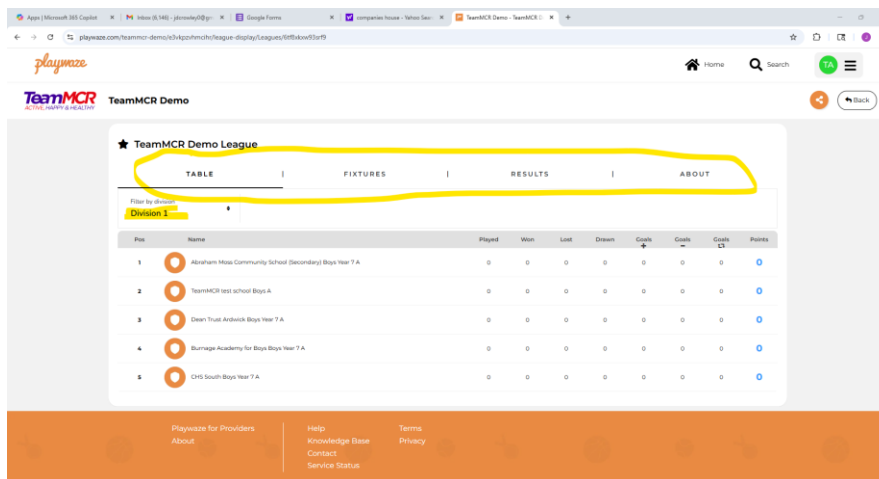 Apps | Microsoft 365 Copilot
Inbox (6,146) - jdcrowley0@gm
Google Forms
companies house - Yahoo Sear
TeamMCR Demo - TeamMCR D
playwaze.com/teammcr-demo/
playwaze
Home
Search
TA
TeamMCR
ACTIVE, HAPPY & HEALTHY
TeamMCR Demo
Back
TeamMCR Demo League
TABLE | FIXTURES | RESULTS | ABOUT
Filter by division
Division 1
Pos Name Played Won Lost Drawn Goals + Goals - Goals Points
1 Abraham Moss Community School (Secondary) Boys Year 7 A 0 0 0 0 0 0 0 0
2 TeamMCR test school Boys A 0 0 0 0 0 0 0 0
3 Dean Trust Ardwick Boys Year 7 A 0 0 0 0 0 0 0 0
4 Burnage Academy for Boys Boys Year 7 A 0 0 0 0 0 0 0 0
5 CHS South Boys Year 7 A 0 0 0 0 0 0 0 0
Playwaze for Providers Help Terms
About Knowledge Base Privacy
Contact
Service Status